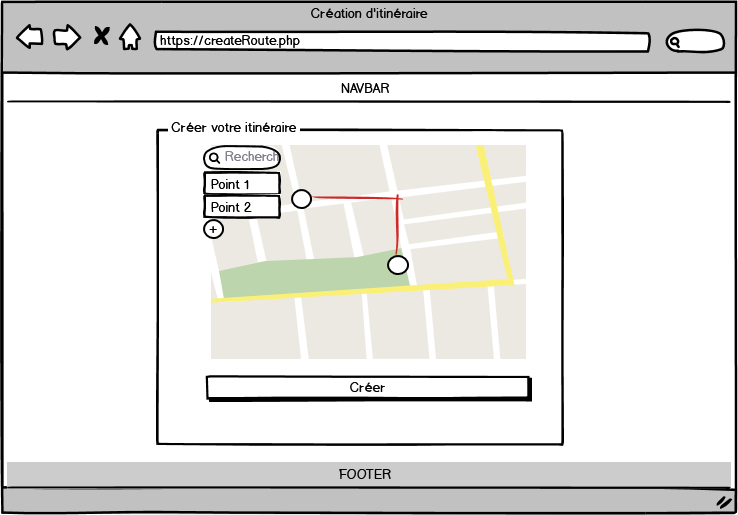 Création d'itinéraire
https://createRoute.php
NAVBAR
Créer votre itinéraire
Recherch
Point 1
Point 2
+
Créer
FOOTER